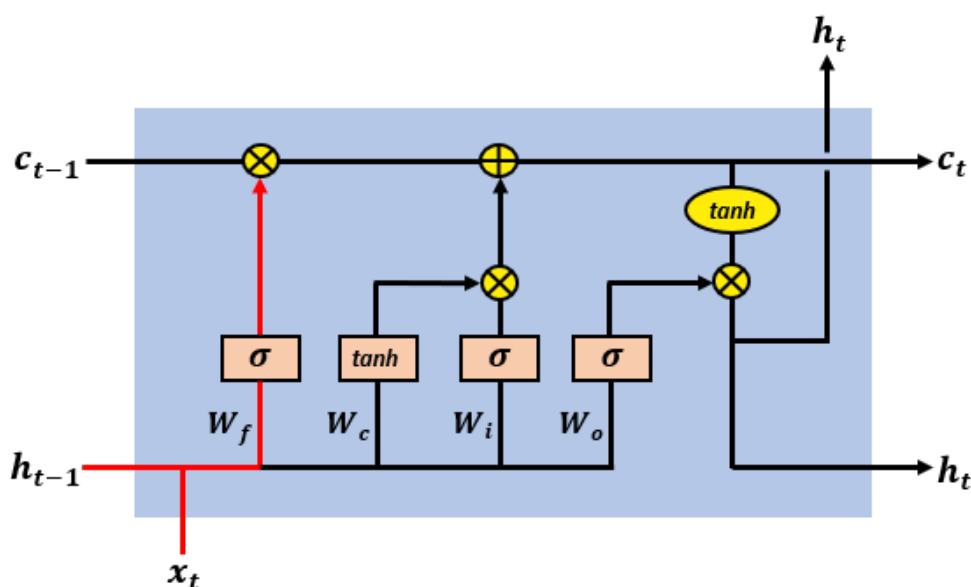 h_t
c_{t-1}
c_t
tanh
σ
tanh
σ
σ
W_f
W_c
W_i
W_o
h_{t-1}
h_t
x_t